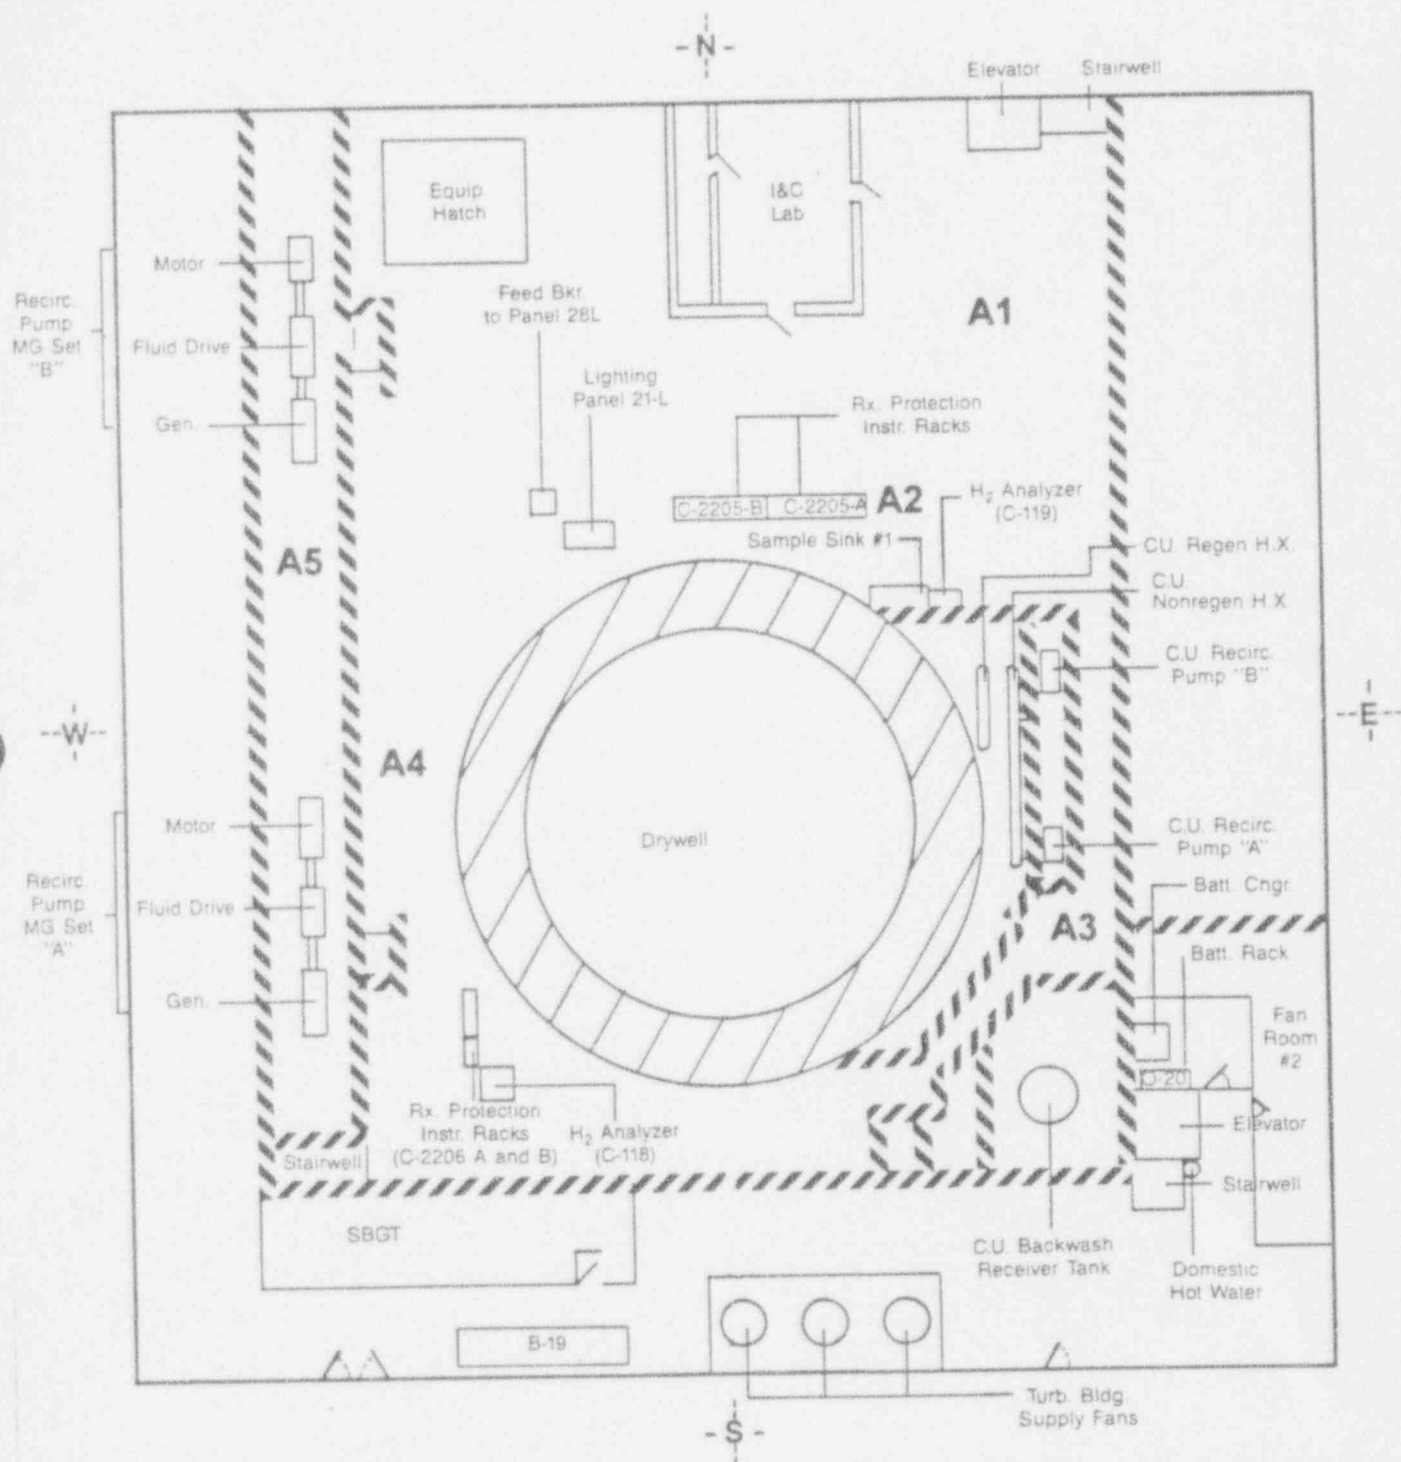 - N -
Elevator
Stairwell
Equip
Hatch
I&C
Lab
Motor
Recirc.
Pump
MG Set
"B"
Fluid Drive
Gen.
Feed Bkr.
to Panel 28L
Lighting
Panel 21-L
A1
Rx. Protection
Instr. Racks
C-2205-B
C-2205-A
A2
H2 Analyzer
(C-119)
Sample Sink #1
CU. Regen H.X.
C.U.
Nonregen H.X
A5
C.U. Recirc.
Pump "B"
--W--
--E---
A4
Drywell
Motor
C.U. Recirc.
Pump "A"
Recirc.
Pump
MG Set
"A"
Fluid Drive
Gen.
Batt. Chgr.
A3
Batt. Rack
Fan
Room
#2
D-20
Rx. Protection
Instr. Racks
(C-2206 A and B)
H2 Analyzer
(C-118)
Elevator
Stairwell
Stairwell
SBGT
C.U. Backwash
Receiver Tank
Domestic
Hot Water
B-19
Turb. Bldg.
Supply Fans
- S -